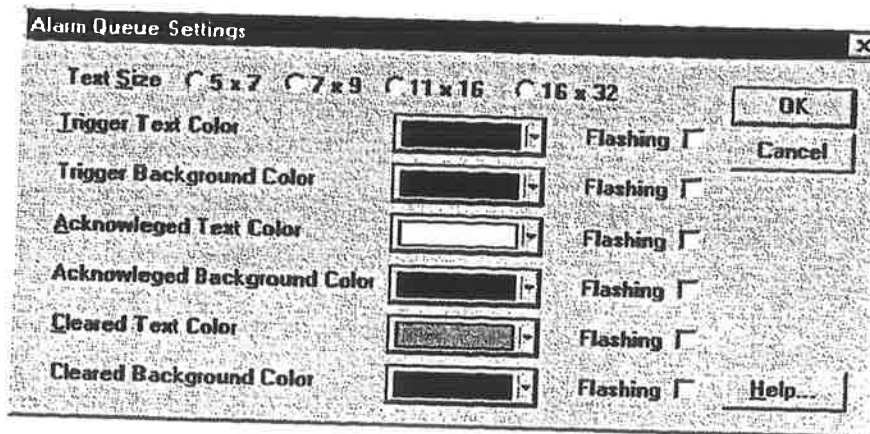 Alarm Queue Settings
Text Size 5 x 7 7 x 9 11 x 16 16 x 32
OK
Trigger Text Color Flashing
Cancel
Trigger Background Color Flashing
Acknowleged Text Color Flashing
Acknowleged Background Color Flashing
Cleared Text Color Flashing
Cleared Background Color Flashing
Help...